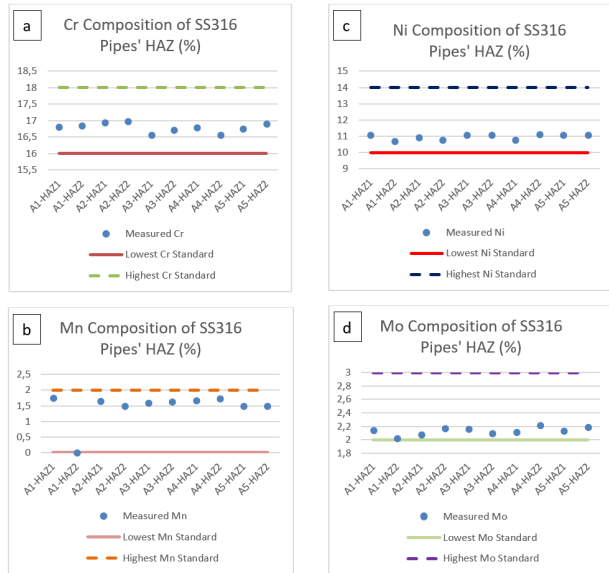 a
Cr Composition of SS316
Pipes' HAZ (%)
18,5
18
17,5
17
16,5
16
15,5
A1-HAZ1
A1-HAZ2
A2-HAZ1
A2-HAZ2
A3-HAZ1
A3-HAZ2
A4-HAZ1
A4-HAZ2
A5-HAZ1
A5-HAZ2
Measured Cr
Lowest Cr Standard
Highest Cr Standard
c
Ni Composition of SS316
Pipes' HAZ (%)
15
14
13
12
11
10
9
A1-HAZ1
A1-HAZ2
A2-HAZ1
A2-HAZ2
A3-HAZ1
A3-HAZ2
A4-HAZ1
A4-HAZ2
A5-HAZ1
A5-HAZ2
Measured Ni
Lowest Ni Standard
Highest Ni Standard
b
Mn Composition of SS316
Pipes' HAZ (%)
2,5
2
1,5
1
0,5
0
A1-HAZ1
A1-HAZ2
A2-HAZ1
A2-HAZ2
A3-HAZ1
A3-HAZ2
A4-HAZ1
A4-HAZ2
A5-HAZ1
A5-HAZ2
Measured Mn
Lowest Mn Standard
Highest Mn Standard
d
Mo Composition of SS316
Pipes' HAZ (%)
3
2,8
2,6
2,4
2,2
2
1,8
A1-HAZ1
A1-HAZ2
A2-HAZ1
A2-HAZ2
A3-HAZ1
A3-HAZ2
A4-HAZ1
A4-HAZ2
A5-HAZ1
A5-HAZ2
Measured Mo
Lowest Mo Standard
Highest Mo Standard